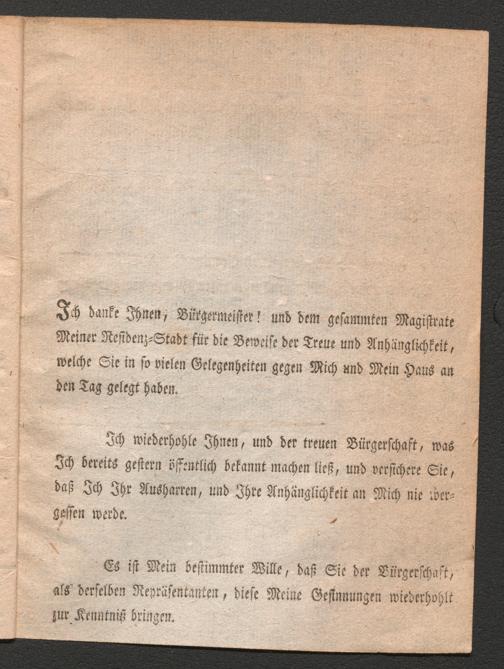 Ich danke Ihnen, Bürgermeister! und dem gesammten Magistrate
Meiner Residenz-Stadt für die Beweise der Treue und Anhänglichkeit,
welche Sie in so vielen Gelegenheiten gegen Mich und Mein Haus an
den Tag gelegt haben.
Ich wiederhohle Ihnen, und der treuen Bürgerschaft, was
Ich bereits gestern öffentlich bekannt machen ließ, und versichere Sie,
daß Ich Ihr Ausharren, und Ihre Anhänglichkeit an Mich nie ver-
gessen werde.
Es ist Mein bestimmter Wille, daß Sie der Bürgerschaft,
als derselben Repräsentanten, diese Meine Gesinnungen wiederhohlt
zur Kenntniß bringen.